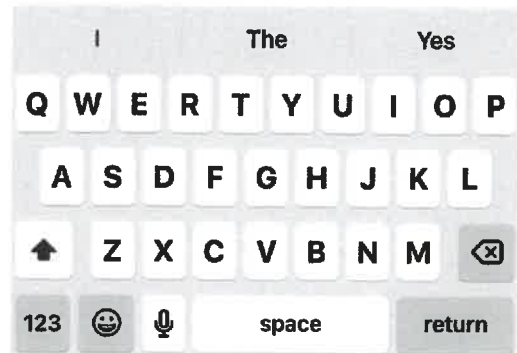 I The Yes
Q W E R T Y U I O P
A S D F G H J K L
Z X C V B N M
123 space return